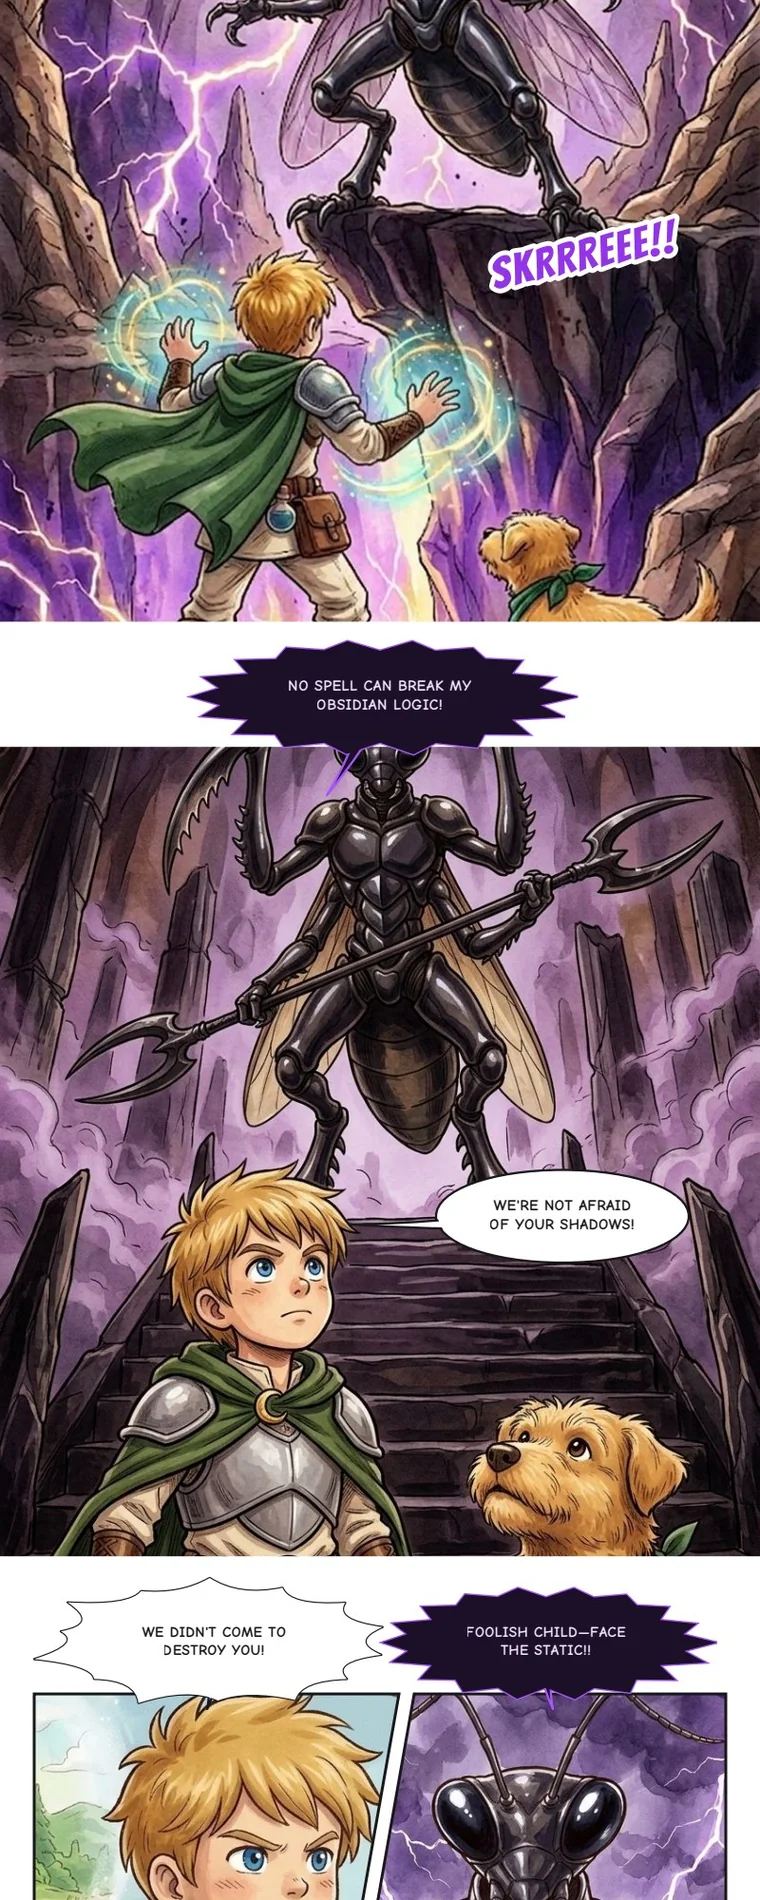 SKRRREEE!!
NO SPELL CAN BREAK MY
OBSIDIAN LOGIC!
WE'RE NOT AFRAID
OF YOUR SHADOWS!
WE DIDN'T COME TO
DESTROY YOU!
FOOLISH CHILD—FACE
THE STATIC!!